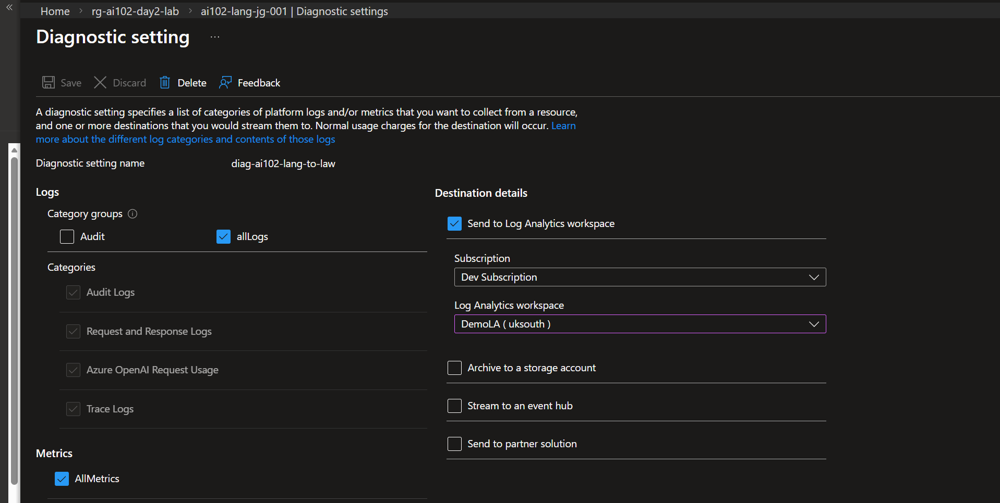 Home > rg-ai102-day2-lab > ai102-lang-jg-001 | Diagnostic settings
Diagnostic setting ...
Save Discard Delete Feedback
A diagnostic setting specifies a list of categories of platform logs and/or metrics that you want to collect from a resource,
and one or more destinations that you would stream them to. Normal usage charges for the destination will occur. Learn
more about the different log categories and contents of those logs
Diagnostic setting name diag-ai102-lang-to-law
Logs
Category groups
Audit allLogs
Categories
Audit Logs
Request and Response Logs
Azure OpenAI Request Usage
Trace Logs
Metrics
AllMetrics
Destination details
Send to Log Analytics workspace
Subscription
Dev Subscription
Log Analytics workspace
DemoLA ( uksouth )
Archive to a storage account
Stream to an event hub
Send to partner solution